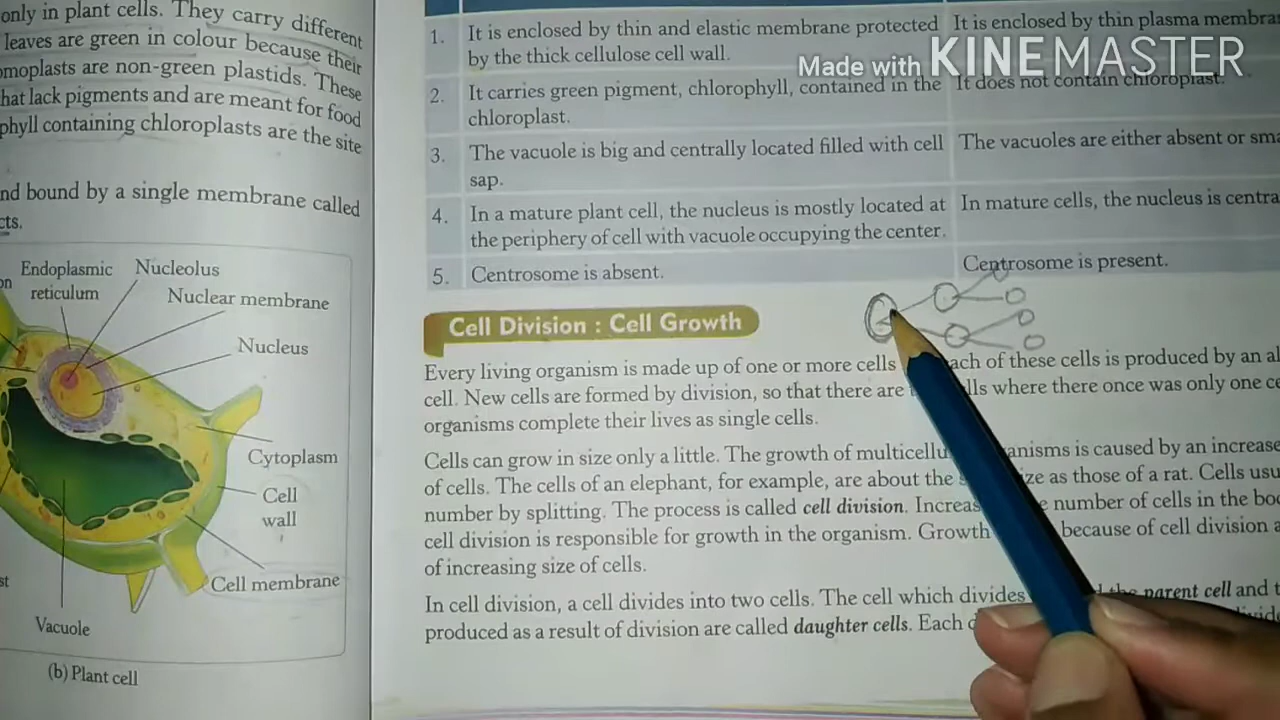 only in plant cells. They carry different
leaves are green in colour because their
omoplasts are non-green plastids. These
hat lack pigments and are meant for food
phyll containing chloroplasts are the site
nd bound by a single membrane called
cts.
Endoplasmic
reticulum
Nucleolus
Nuclear membrane
Nucleus
Cytoplasm
Cell
wall
Cell membrane
Vacuole
(b) Plant cell
1. It is enclosed by thin and elastic membrane protected
by the thick cellulose cell wall.
It is enclosed by thin plasma membra
2. It carries green pigment, chlorophyll, contained in the
chloroplast.
It does not contain chloroplast.
3. The vacuole is big and centrally located filled with cell
sap.
The vacuoles are either absent or sma
4. In a mature plant cell, the nucleus is mostly located at
the periphery of cell with vacuole occupying the center.
In mature cells, the nucleus is centra
5. Centrosome is absent.
Centrosome is present.
Cell Division : Cell Growth
Every living organism is made up of one or more cells ach of these cells is produced by an al
cell. New cells are formed by division, so that there are lls where there once was only one ce
organisms complete their lives as single cells.
Cells can grow in size only a little. The growth of multicellu anisms is caused by an increase
of cells. The cells of an elephant, for example, are about the ize as those of a rat. Cells usu
number by splitting. The process is called cell division. Increas number of cells in the bo
cell division is responsible for growth in the organism. Growth because of cell division a
of increasing size of cells.
In cell division, a cell divides into two cells. The cell which divides the parent cell and t
produced as a result of division are called daughter cells. Each
Made with KINEMASTER